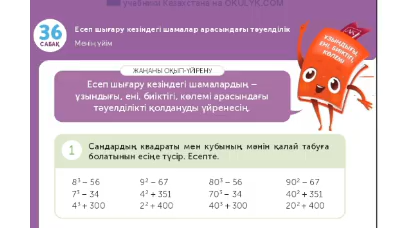 учебники Казахстана на OKULYK.COM
36
САБАҚ
Есеп шығару кезіндегі шамалар арасындағы тәуелділік
Менің үйім
ЖАҢАНЫ ОҚЫП-ҮЙРЕНУ
Есеп шығару кезіндегі шамалардың –
ұзындығы, ені, биіктігі, көлемі арасындағы
тәуелділікті қолдануды үйренесің.
ҰЗЫНДЫҒЫ,
ЕНІ, БИІКТІГІ,
КӨЛЕМІ
1
Сандардың квадраты мен кубының мәнін қалай табуға
болатынын есіңе түсір. Есепте.
8³ – 56 9² – 67 80³ – 56 90² – 67
7³ – 34 4² + 351 70³ – 34 40² + 351
4³ + 300 2² + 400 40³ + 300 20² + 400